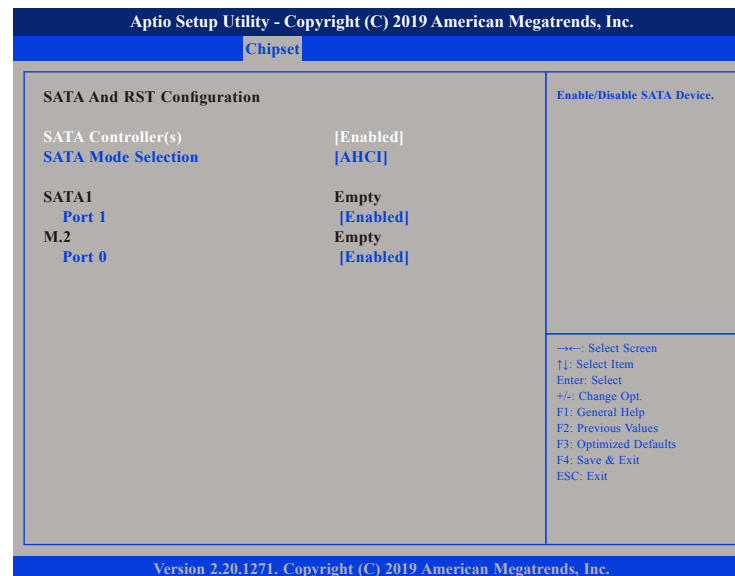 Aptio Setup Utility - Copyright (C) 2019 American Megatrends, Inc.
Chipset
SATA And RST Configuration
SATA Controller(s) [Enabled]
SATA Mode Selection [AHCI]
SATA1 Empty
Port 1 [Enabled]
M.2 Empty
Port 0 [Enabled]
Enable/Disable SATA Device.
→←: Select Screen
↑↓: Select Item
Enter: Select
+/-: Change Opt.
F1: General Help
F2: Previous Values
F3: Optimized Defaults
F4: Save & Exit
ESC: Exit
Version 2.20.1271. Copyright (C) 2019 American Megatrends, Inc.